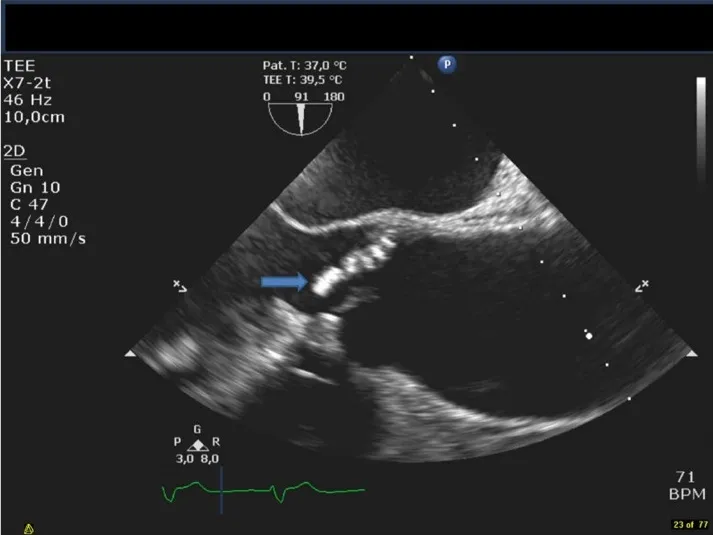 TEE
X7-2t
46 Hz
10,0cm
2D
Gen
Gn 10
C 47
4/4/0
50 mm/s
Pat. T: 37,0 °C
TEE T: 39,5 °C
0 91 180
P
G
P R
3,0 8,0
71
BPM
23 of 77